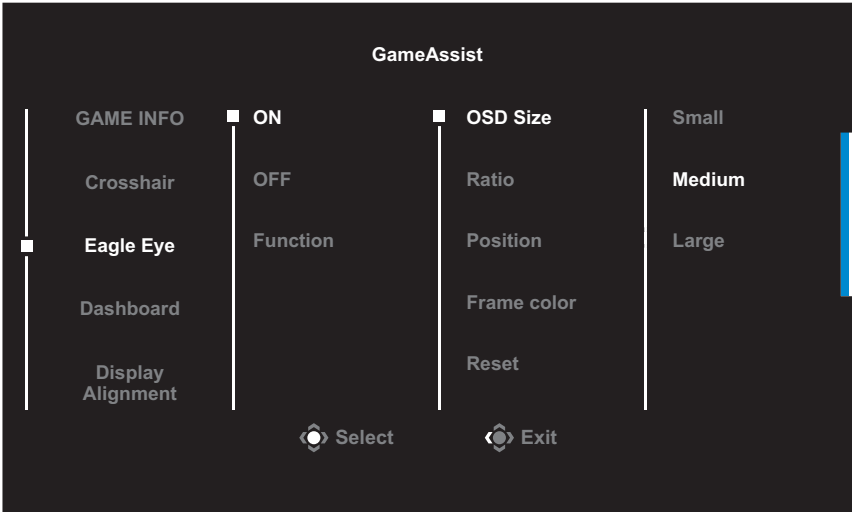 GameAssist
GAME INFO
Crosshair
Eagle Eye
Dashboard
Display
Alignment
ON
OFF
Function
OSD Size
Ratio
Position
Frame color
Reset
Small
Medium
Large
Select
Exit